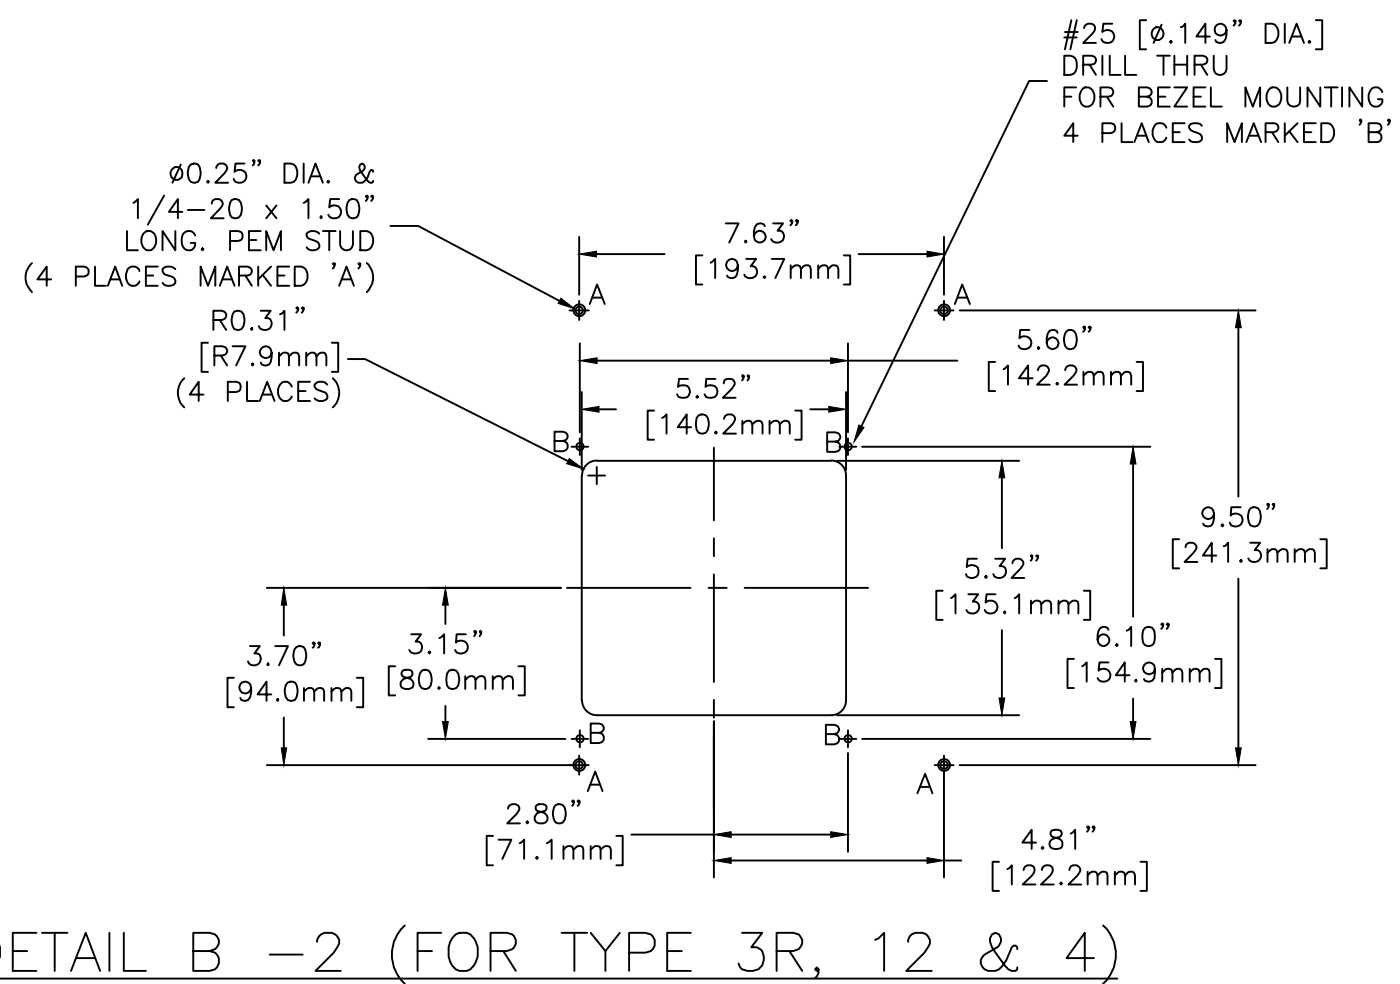 #25 [ø.149” DIA.]
DRILL THRU
FOR BEZEL MOUNTING
4 PLACES MARKED ’B’
ø0.25” DIA. &
1/4–20 x 1.50”
LONG. PEM STUD
(4 PLACES MARKED ’A’)
R0.31”
[R7.9mm]
(4 PLACES)
7.63”
[193.7mm]
A
A
5.60”
[142.2mm]
5.52”
[140.2mm]
B
B
9.50”
[241.3mm]
5.32”
[135.1mm]
6.10”
[154.9mm]
3.70”
[94.0mm]
3.15”
[80.0mm]
B
B
A
A
2.80”
[71.1mm]
4.81”
[122.2mm]
DETAIL B –2 (FOR TYPE 3R, 12 & 4)